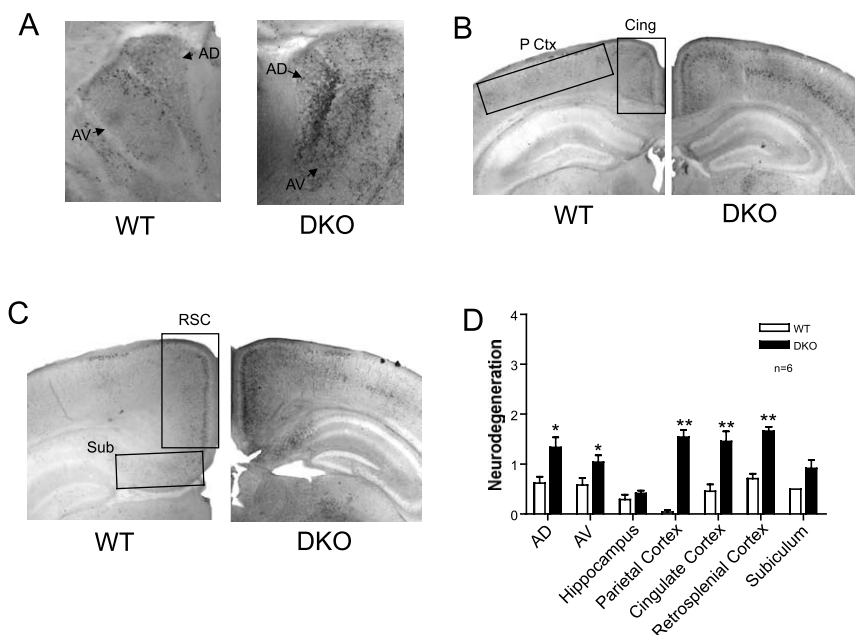 A
AD
AV
WT
AD
AV
DKO
B
P Ctx
Cing
WT
DKO
C
RSC
Sub
WT
DKO
D
Neurodegeneration
4
3
2
1
0
WT
DKO
n=6
*
*
**
**
**
AD
AV
Hippocampus
Parietal Cortex
Cingulate Cortex
Retrosplenial Cortex
Subiculum